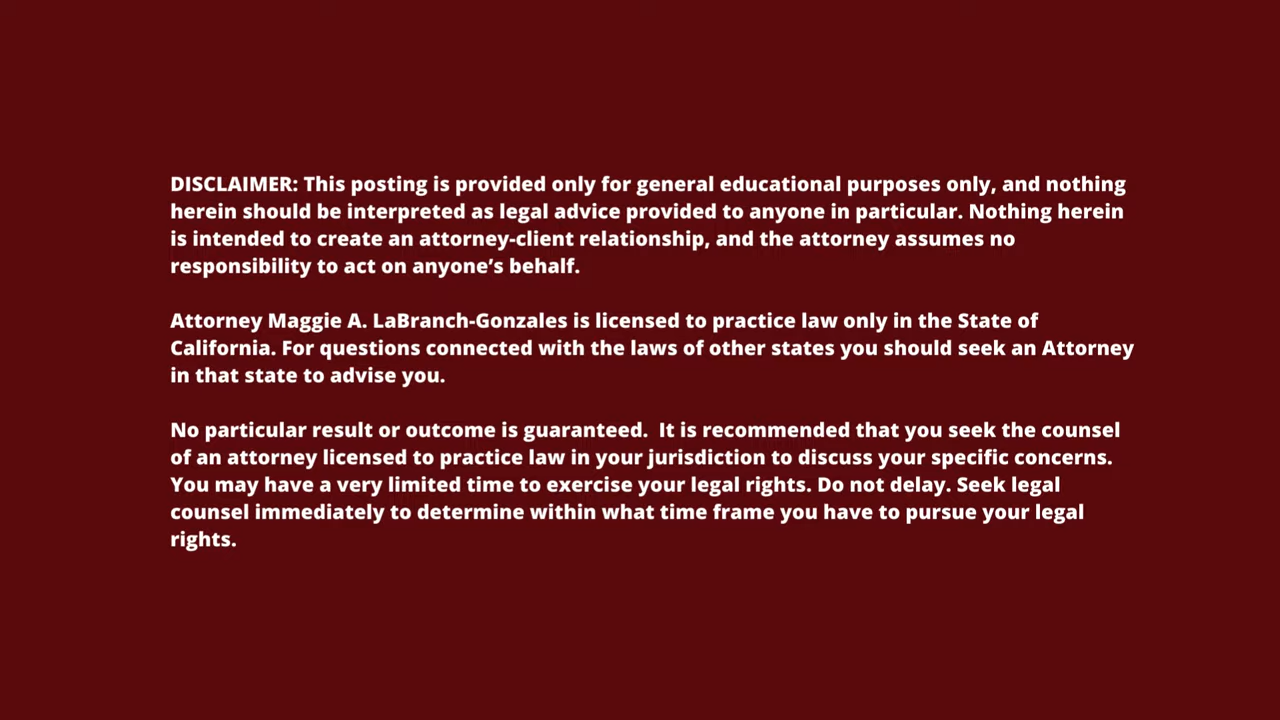 DISCLAIMER: This posting is provided only for general educational purposes only, and nothing
herein should be interpreted as legal advice provided to anyone in particular. Nothing herein
is intended to create an attorney-client relationship, and the attorney assumes no
responsibility to act on anyone’s behalf.
Attorney Maggie A. LaBranch-Gonzales is licensed to practice law only in the State of
California. For questions connected with the laws of other states you should seek an Attorney
in that state to advise you.
No particular result or outcome is guaranteed.  It is recommended that you seek the counsel
of an attorney licensed to practice law in your jurisdiction to discuss your specific concerns.
You may have a very limited time to exercise your legal rights. Do not delay. Seek legal
counsel immediately to determine within what time frame you have to pursue your legal
rights.